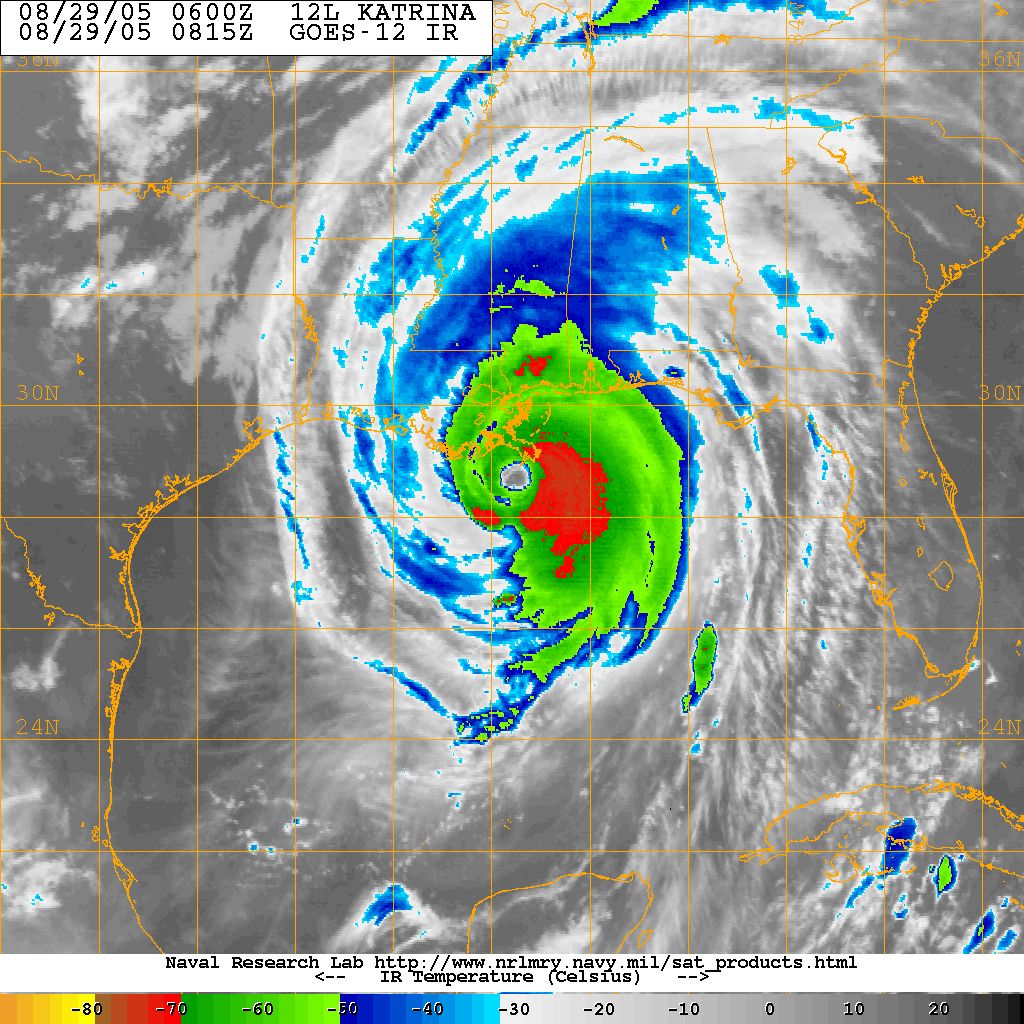 08/29/05 0600Z 12L KATRINA
08/29/05 0815Z GOES-12 IR
36N 90W 84W 36N
30N 30N
24N 24N
Naval Research Lab http://www.nrlmry.navy.mil/sat_products.html
<-- IR Temperature (Celsius) -->
-80 -70 -60 -50 -40 -30 -20 -10 0 10 20